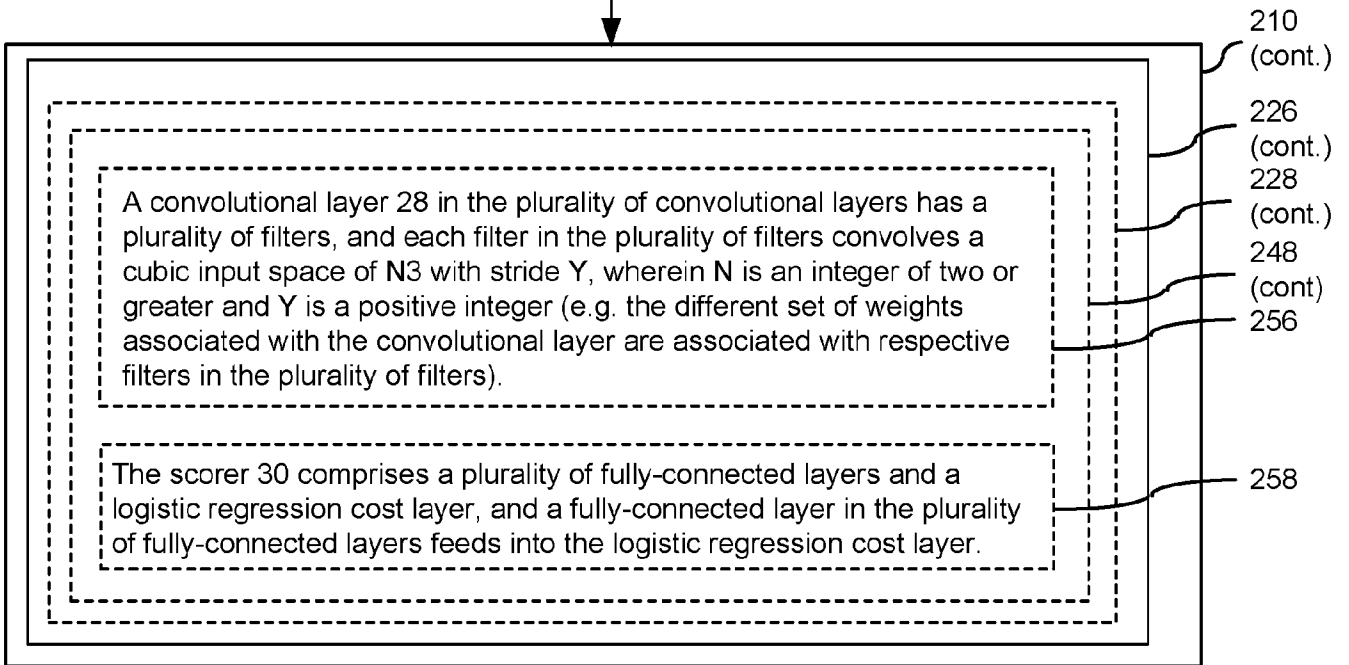 210
(cont.)
226
(cont.)
228
(cont.)
248
(cont)
256
A convolutional layer 28 in the plurality of convolutional layers has a
plurality of filters, and each filter in the plurality of filters convolves a
cubic input space of N3 with stride Y, wherein N is an integer of two or
greater and Y is a positive integer (e.g. the different set of weights
associated with the convolutional layer are associated with respective
filters in the plurality of filters).
258
The scorer 30 comprises a plurality of fully-connected layers and a
logistic regression cost layer, and a fully-connected layer in the plurality
of fully-connected layers feeds into the logistic regression cost layer.